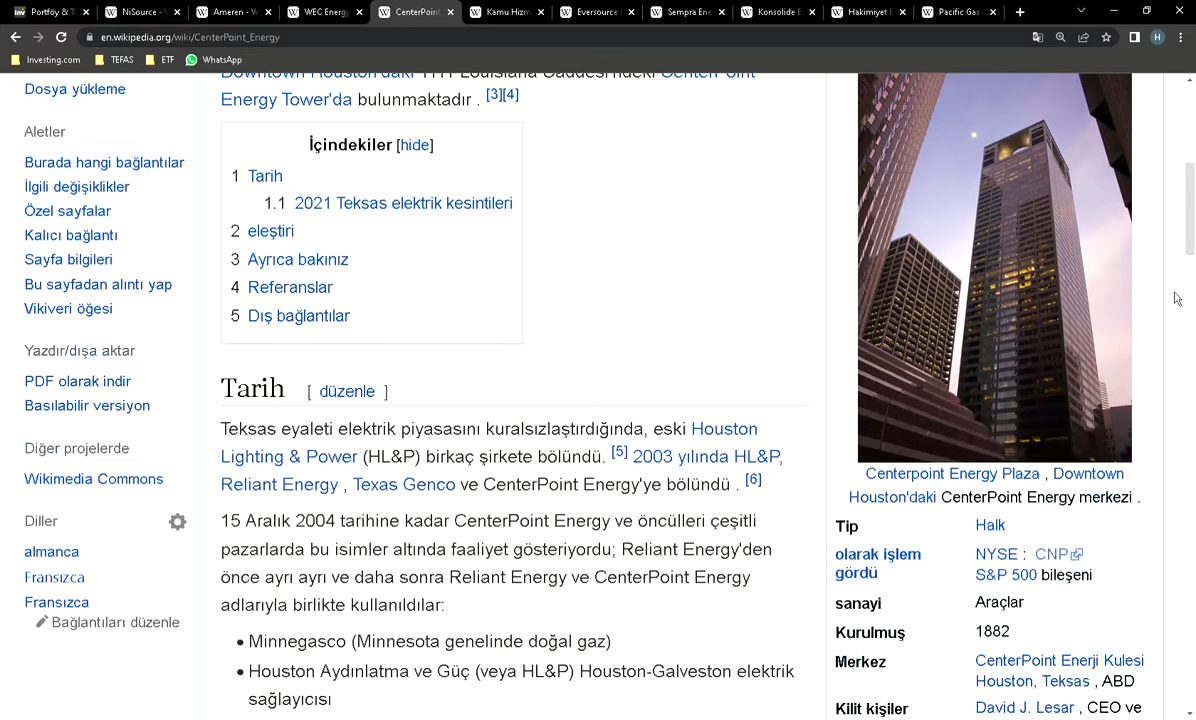 Portföy & T
NiSource - V
Ameren - W
WEC Energy
CenterPoint
Kamu Hizm
Eversource
Sempra Ene
Konsolide E
Hakimiyet E
Pacific Gas
en.wikipedia.org/wiki/CenterPoint_Energy
H
Investing.com
TEFAS
ETF
WhatsApp
Dosya yükleme
Aletler
Burada hangi bağlantılar
İlgili değişiklikler
Özel sayfalar
Kalıcı bağlantı
Sayfa bilgileri
Bu sayfadan alıntı yap
Vikiveri öğesi
Yazdır/dışa aktar
PDF olarak indir
Basılabilir versiyon
Diğer projelerde
Wikimedia Commons
Diller
almanca
Fransızca
Fransızca
Bağlantıları düzenle
Downtown Houston'daki 1111 Louisiana Caddesi'ndeki CenterPoint
Energy Tower'da bulunmaktadır . [3][4]
İçindekiler [hide]
1 Tarih
1.1 2021 Teksas elektrik kesintileri
2 eleştiri
3 Ayrıca bakınız
4 Referanslar
5 Dış bağlantılar
Tarih [ düzenle ]
Teksas eyaleti elektrik piyasasını kuralsızlaştırdığında, eski Houston
Lighting & Power (HL&P) birkaç şirkete bölündü. [5] 2003 yılında HL&P,
Reliant Energy , Texas Genco ve CenterPoint Energy'ye bölündü . [6]
15 Aralık 2004 tarihine kadar CenterPoint Energy ve öncülleri çeşitli
pazarlarda bu isimler altında faaliyet gösteriyordu; Reliant Energy'den
önce ayrı ayrı ve daha sonra Reliant Energy ve CenterPoint Energy
adlarıyla birlikte kullanıldılar:
• Minnegasco (Minnesota genelinde doğal gaz)
• Houston Aydınlatma ve Güç (veya HL&P) Houston-Galveston elektrik
sağlayıcısı
Centerpoint Energy Plaza , Downtown
Houston'daki CenterPoint Energy merkezi .
Tip Halk
olarak işlem NYSE : CNP
gördü S&P 500 bileşeni
sanayi Araçlar
Kurulmuş 1882
Merkez CenterPoint Enerji Kulesi
Houston, Teksas , ABD
Kilit kişiler David J. Lesar , CEO ve